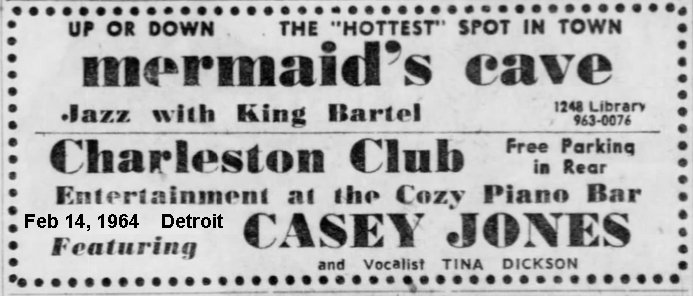 UP OR DOWN THE "HOTTEST" SPOT IN TOWN
mermaid's cave
Jazz with King Bartel
1248 Library
963-0076
Charleston Club
Free Parking
in Rear
Entertainment at the Cozy Piano Bar
Feb 14, 1964 Detroit
Featuring
CASEY JONES
and Vocalist TINA DICKSON